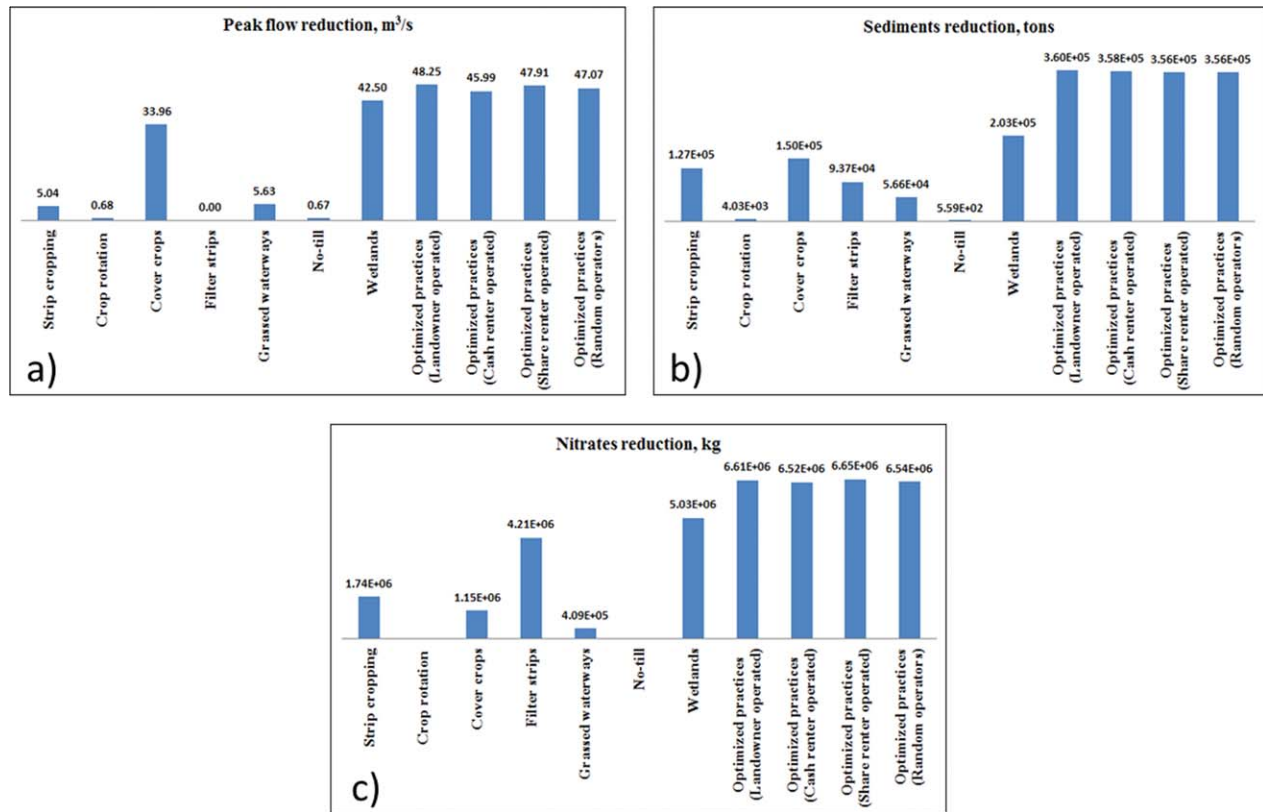 Peak flow reduction, m³/s
5.04
0.68
33.96
0.00
5.63
0.67
42.50
48.25
45.99
47.91
47.07
Strip cropping
Crop rotation
Cover crops
Filter strips
Grassed waterways
No-till
Wetlands
Optimized practices
(Landowner operated)
Optimized practices
(Cash renter operated)
Optimized practices
(Share renter operated)
Optimized practices
(Random operators)
a)
Sediments reduction, tons
1.27E+05
4.03E+03
1.50E+05
9.37E+04
5.66E+04
5.59E+02
2.03E+05
3.60E+05
3.58E+05
3.56E+05
3.56E+05
Strip cropping
Crop rotation
Cover crops
Filter strips
Grassed waterways
No-till
Wetlands
Optimized practices
(Landowner operated)
Optimized practices
(Cash renter operated)
Optimized practices
(Share renter operated)
Optimized practices
(Random operators)
b)
Nitrates reduction, kg
1.74E+06
1.15E+06
4.21E+06
4.09E+05
5.03E+06
6.61E+06
6.52E+06
6.65E+06
6.54E+06
Strip cropping
Crop rotation
Cover crops
Filter strips
Grassed waterways
No-till
Wetlands
Optimized practices
(Landowner operated)
Optimized practices
(Cash renter operated)
Optimized practices
(Share renter operated)
Optimized practices
(Random operators)
c)